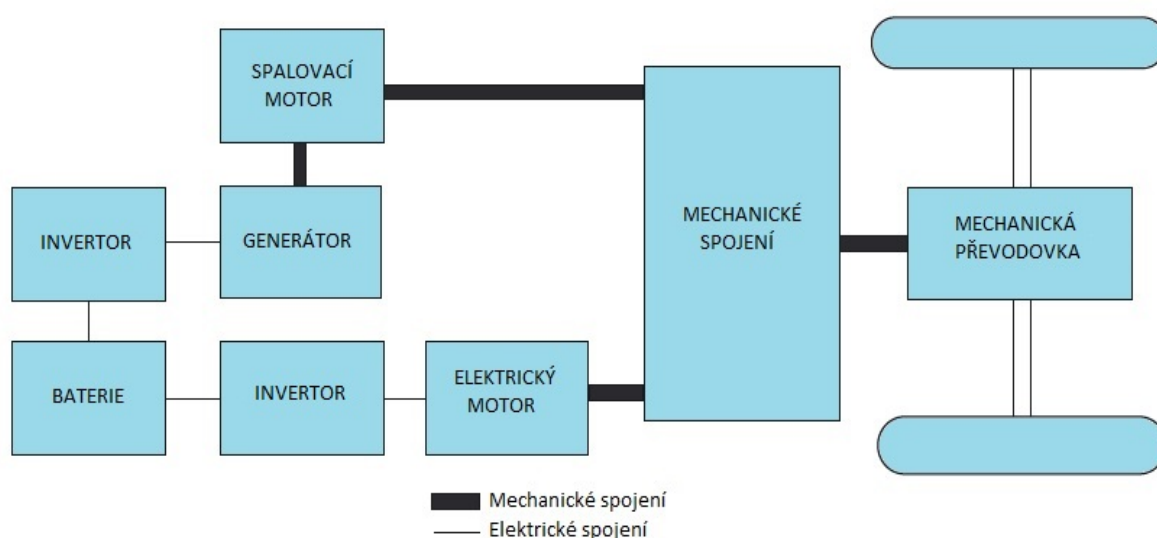 SPALOVACÍ
MOTOR
INVERTOR
GENERÁTOR
MECHANICKÉ
SPOJENÍ
MECHANICKÁ
PŘEVODOVKA
BATERIE
INVERTOR
ELEKTRICKÝ
MOTOR
Mechanické spojení
Elektrické spojení